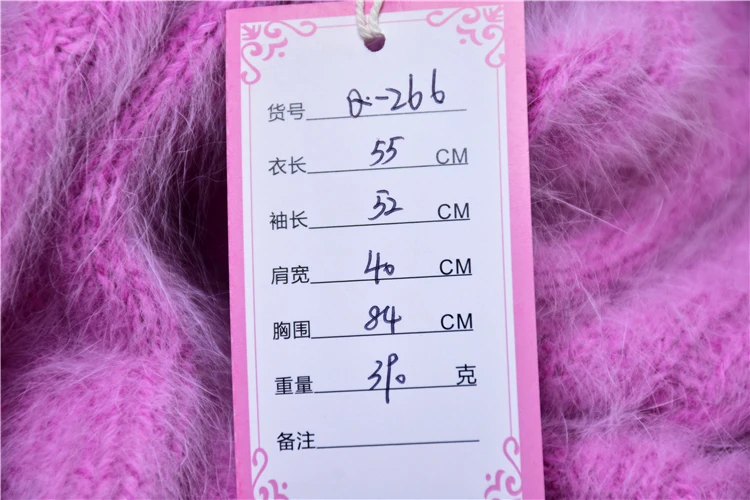 货号 Q-266
衣长 55 CM
袖长 52 CM
肩宽 40 CM
胸围 84 CM
重量 390 克
备注